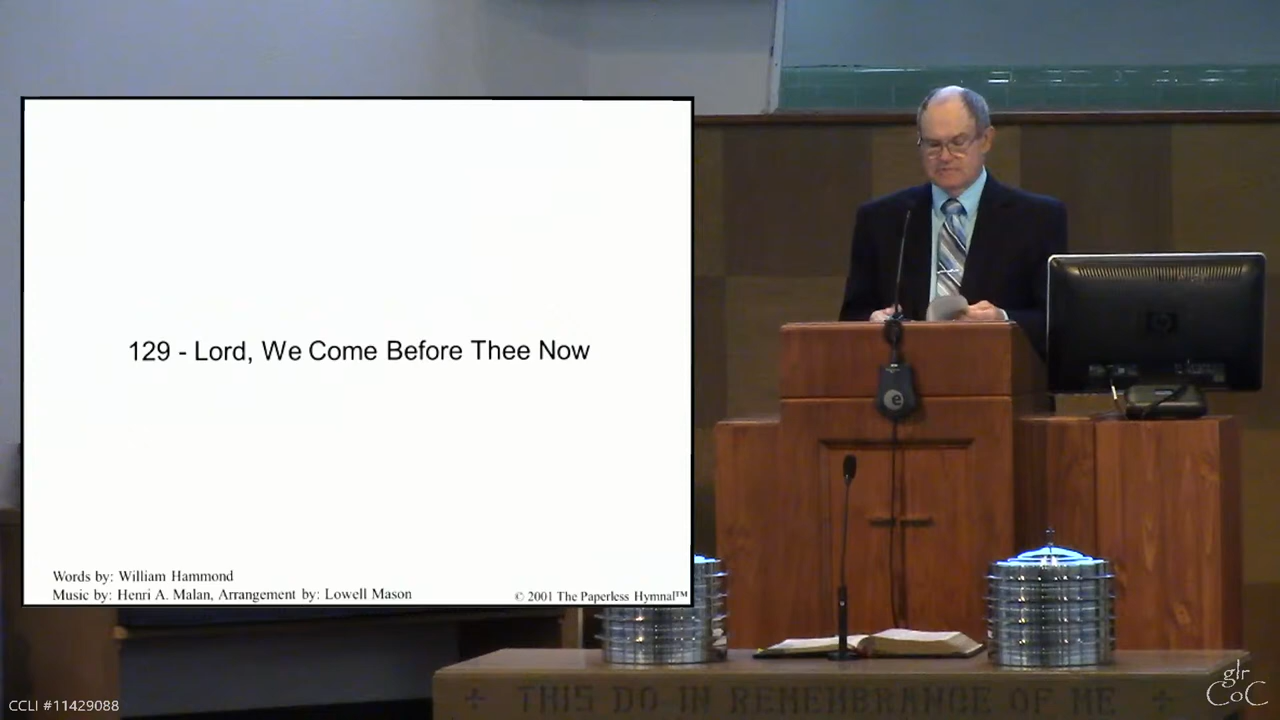 129 - Lord, We Come Before Thee Now
Words by: William Hammond
Music by: Henri A. Malan, Arrangement by: Lowell Mason
© 2001 The Paperless Hymnal™
THIS DO IN REMEMBRANCE OF ME
CCLI #11429088
glr
CoC